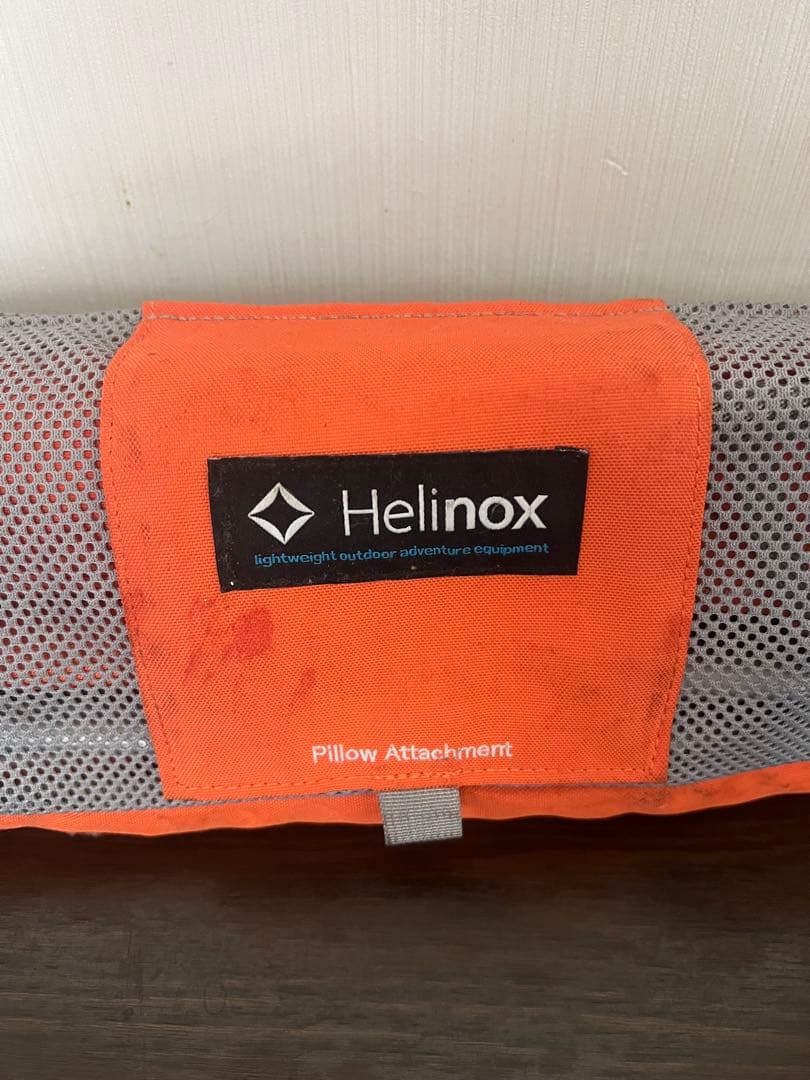 Helinox
lightweight outdoor adventure equipment
Pillow Attachment